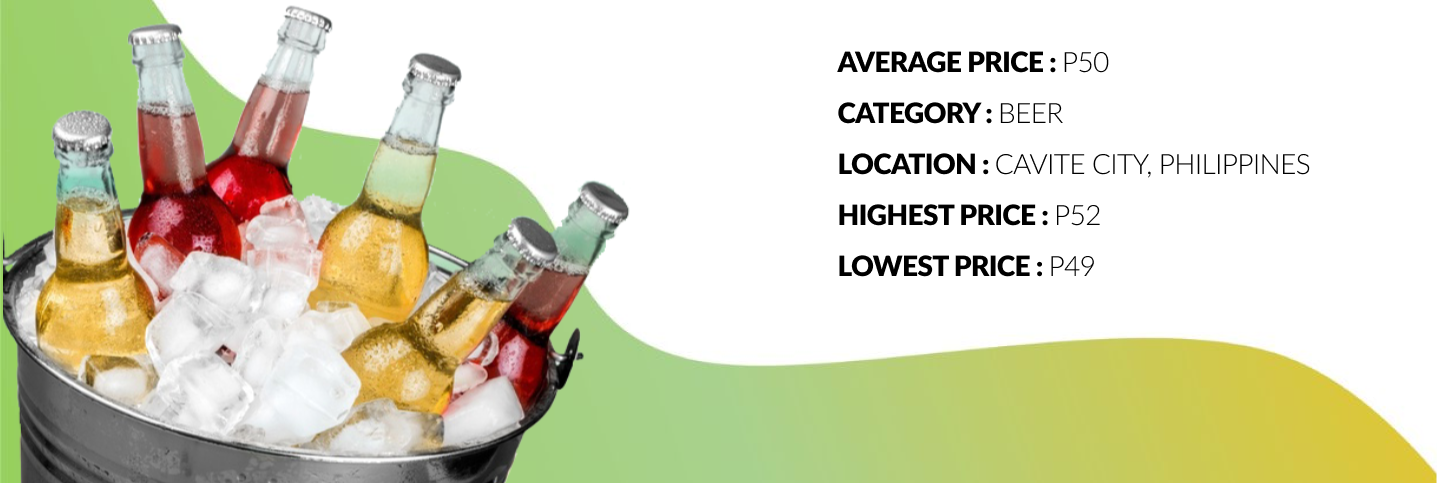 AVERAGE PRICE : P50
CATEGORY : BEER
LOCATION : CAVITE CITY, PHILIPPINES
HIGHEST PRICE : P52
LOWEST PRICE : P49